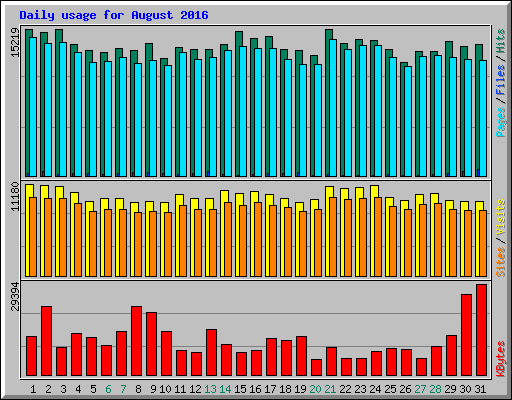 Daily usage for August 2016
15219
Pages / Files / Hits
11180
Sites / Visits
29394
KBytes
1 2 3 4 5 6 7 8 9 10 11 12 13 14 15 16 17 18 19 20 21 22 23 24 25 26 27 28 29 30 31